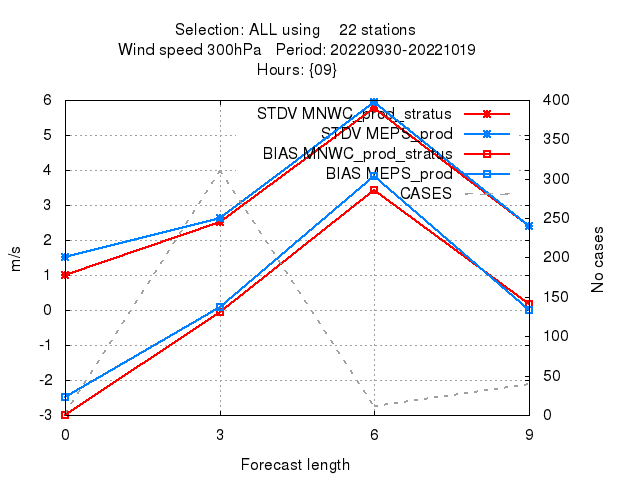 Selection: ALL using    22 stations
Wind speed 300hPa   Period: 20220930-20221019
Hours: {09}
STDV MNWC_prod_stratus
STDV MEPS_prod
BIAS MNWC_prod_stratus
BIAS MEPS_prod
CASES
6
5
4
3
2
1
0
-1
-2
-3
m/s
400
350
300
250
200
150
100
50
0
No cases
0 3 6 9
Forecast length